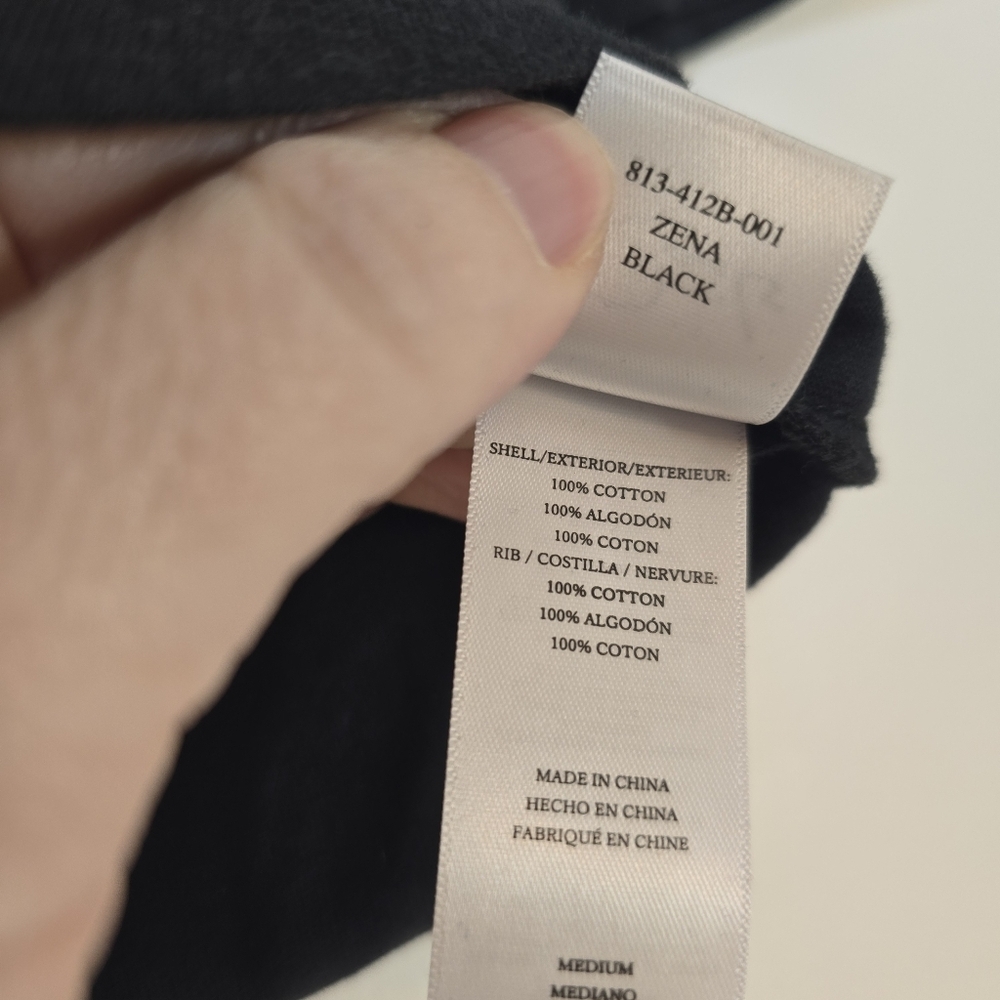 813-412B-001
ZENA
BLACK
SHELL/EXTERIOR/EXTERIEUR:
100% COTTON
100% ALGODÓN
100% COTON
RIB / COSTILLA / NERVURE:
100% COTTON
100% ALGODÓN
100% COTON
MADE IN CHINA
HECHO EN CHINA
FABRIQUÉ EN CHINE
MEDIUM
MEDIANO